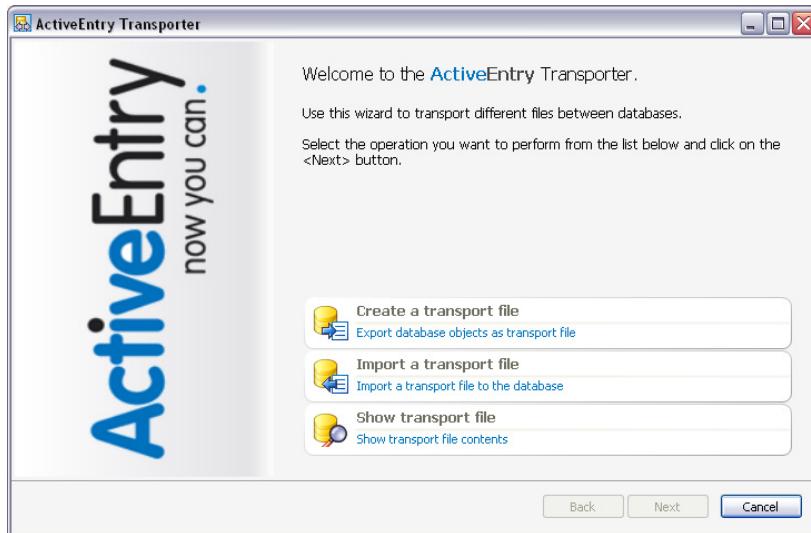 ActiveEntry Transporter
ActiveEntry
now you can.
Welcome to the ActiveEntry Transporter.
Use this wizard to transport different files between databases.
Select the operation you want to perform from the list below and click on the
<Next> button.
Create a transport file
Export database objects as transport file
Import a transport file
Import a transport file to the database
Show transport file
Show transport file contents
Back
Next
Cancel